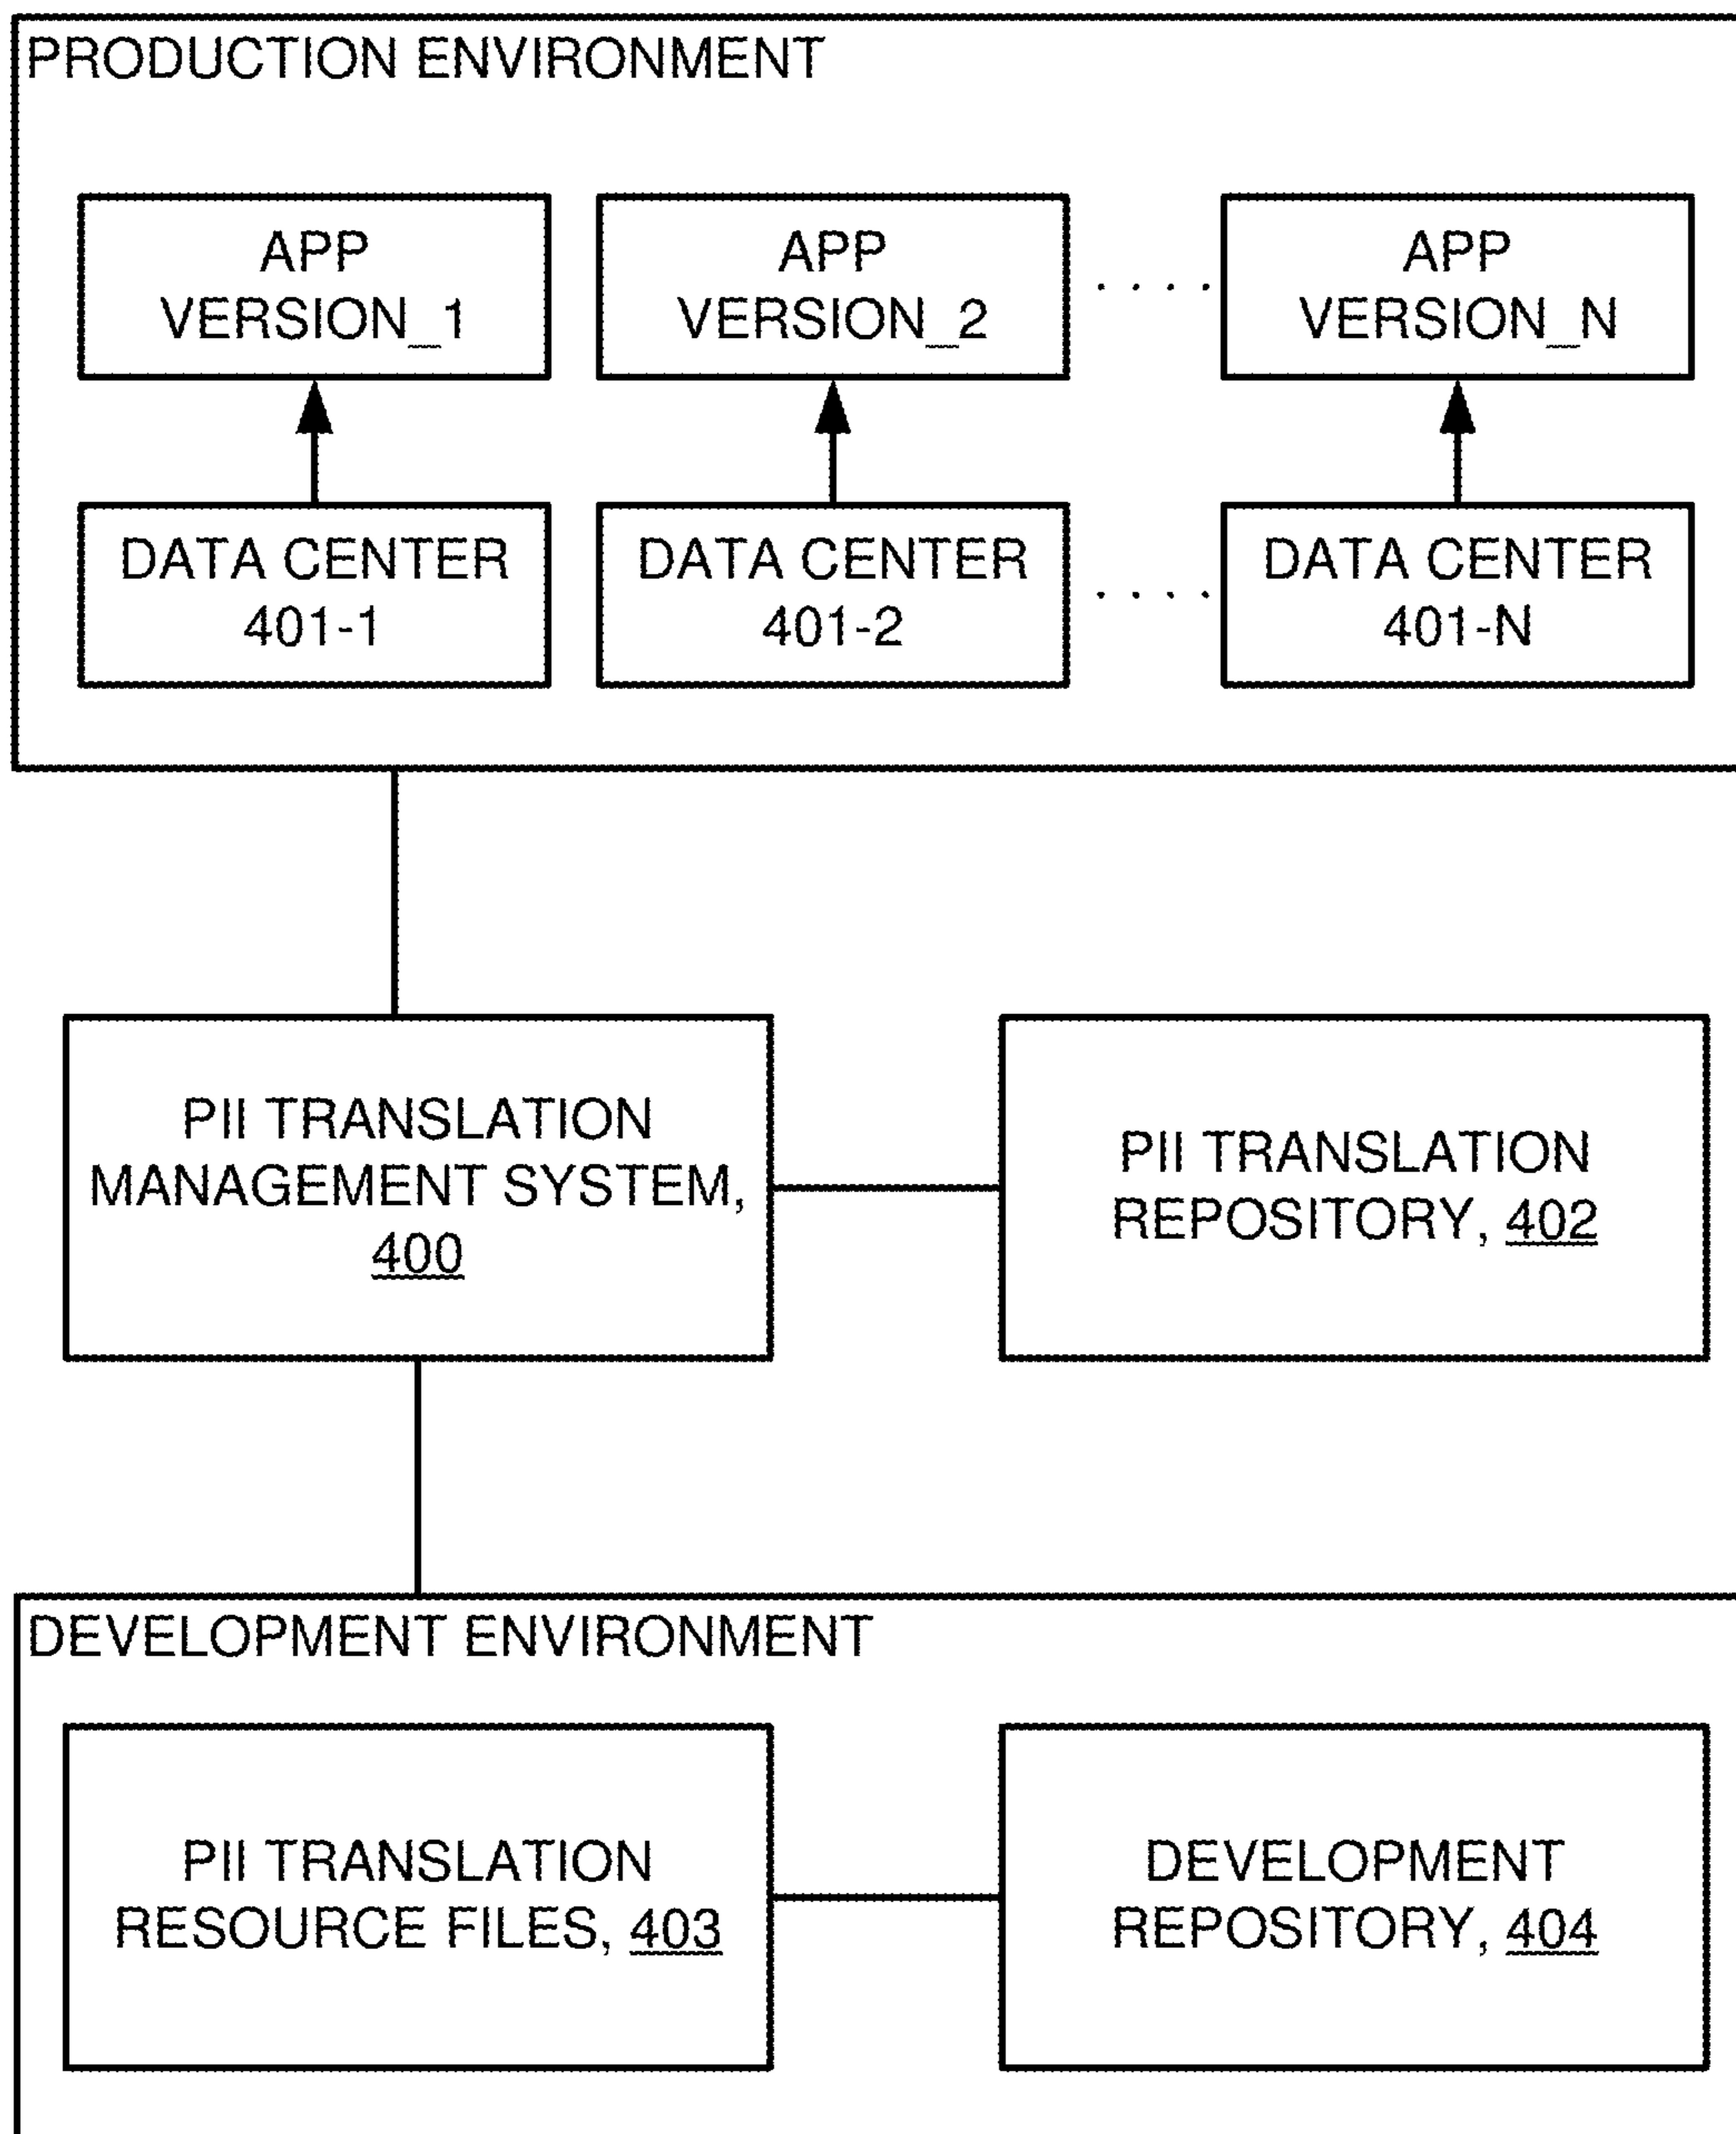 PRODUCTION ENVIRONMENT
APP
VERSION_1
APP
VERSION_2
APP
VERSION_N
DATA CENTER
401-1
DATA CENTER
401-2
DATA CENTER
401-N
PII TRANSLATION
MANAGEMENT SYSTEM,
400
PII TRANSLATION
REPOSITORY, 402
DEVELOPMENT ENVIRONMENT
PII TRANSLATION
RESOURCE FILES, 403
DEVELOPMENT
REPOSITORY, 404